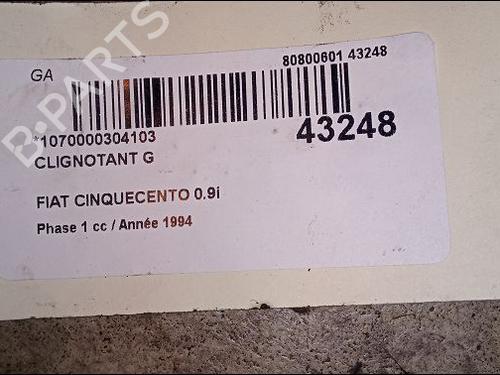 GA
80800601 43248
*1070000304103
43248
CLIGNOTANT G
FIAT CINQUECENTO 0.9i
Phase 1 cc / Année 1994
B-PARTS